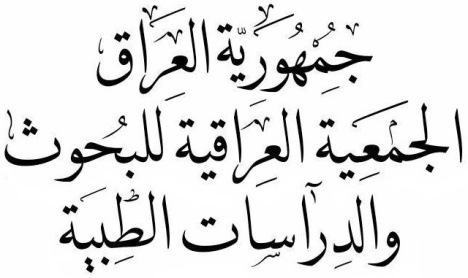 جمهورية العراق
الجمعية العراقية للبحوث
والدراسات الطبية